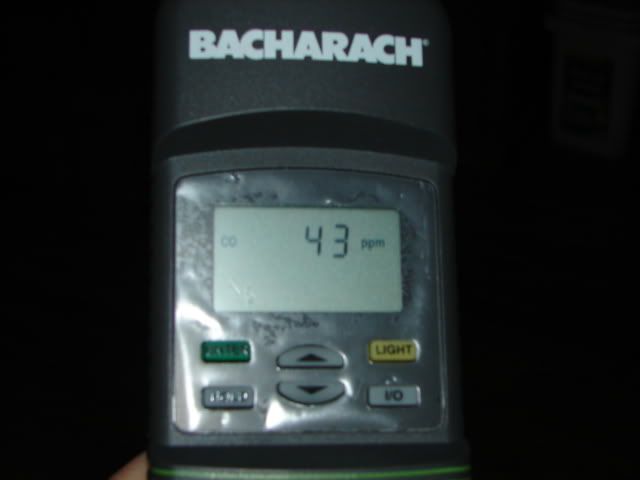 BACHARACH
CO 43 ppm
LIGHT
I/O